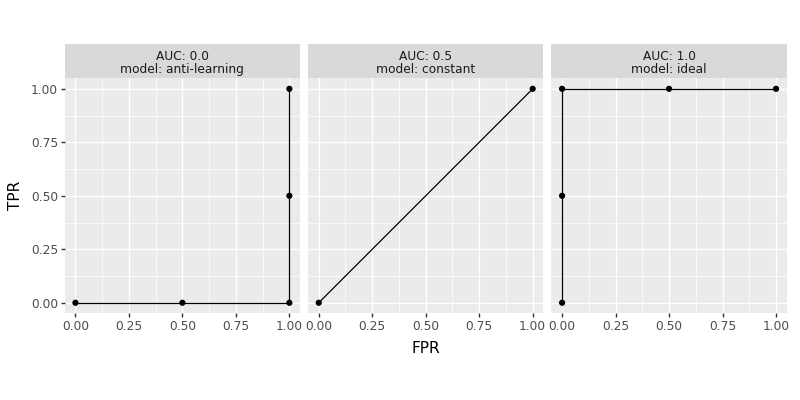 AUC: 0.0
model: anti-learning
AUC: 0.5
model: constant
AUC: 1.0
model: ideal
1.00
0.75
0.50
0.25
0.00
TPR
0.00 0.25 0.50 0.75 1.00
0.00 0.25 0.50 0.75 1.00
0.00 0.25 0.50 0.75 1.00
FPR